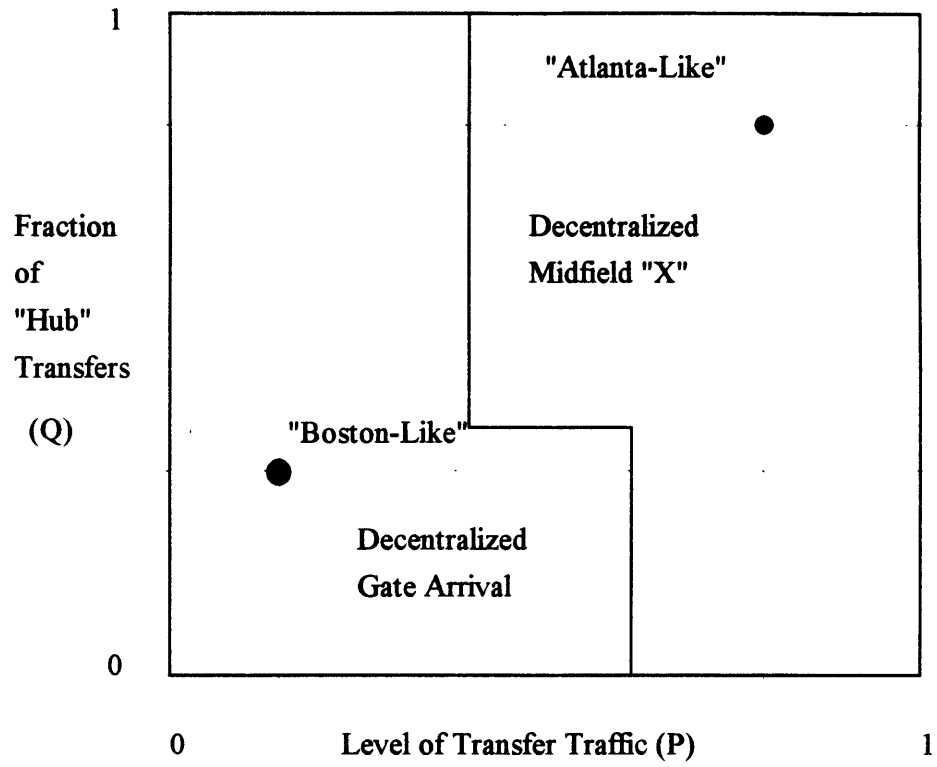 1
"Atlanta-Like"
Fraction
of
"Hub"
Transfers
(Q)
Decentralized
Midfield "X"
"Boston-Like"
Decentralized
Gate Arrival
0
0
Level of Transfer Traffic (P)
1